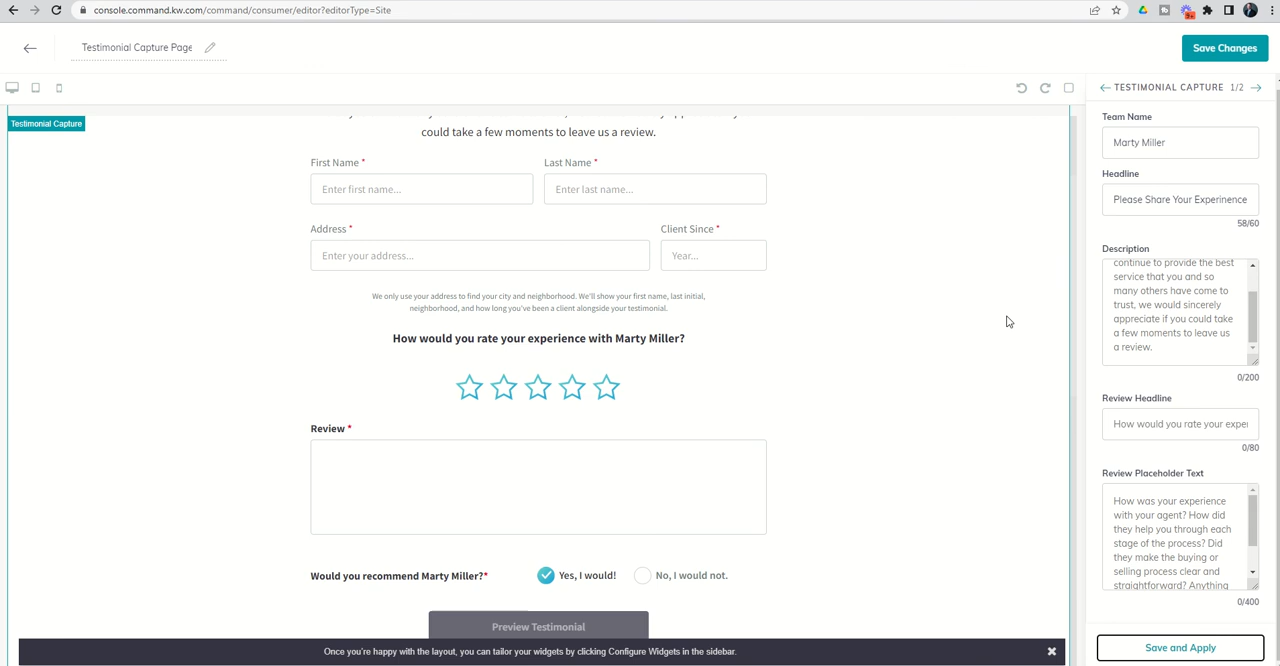 console.command.kw.com/command/consumer/editor?editorType=Site
9+
Testimonial Capture Page
Save Changes
TESTIMONIAL CAPTURE 1/2
Testimonial Capture
could take a few moments to leave us a review.
First Name *
Last Name *
Enter first name...
Enter last name...
Address *
Client Since *
Enter your address...
Year...
We only use your address to find your city and neighborhood. We'll show your first name, last initial,
neighborhood, and how long you've been a client alongside your testimonial.
How would you rate your experience with Marty Miller?
Review *
Would you recommend Marty Miller?*
Yes, I would!
No, I would not.
Preview Testimonial
Once you're happy with the layout, you can tailor your widgets by clicking Configure Widgets in the sidebar.
Team Name
Marty Miller
Headline
Please Share Your Experinence
58/60
Description
continue to provide the best
service that you and so
many others have come to
trust, we would sincerely
appreciate if you could take
a few moments to leave us
a review.
0/200
Review Headline
How would you rate your exper
0/80
Review Placeholder Text
How was your experience
with your agent? How did
they help you through each
stage of the process? Did
they make the buying or
selling process clear and
straightforward? Anything
0/400
Save and Apply